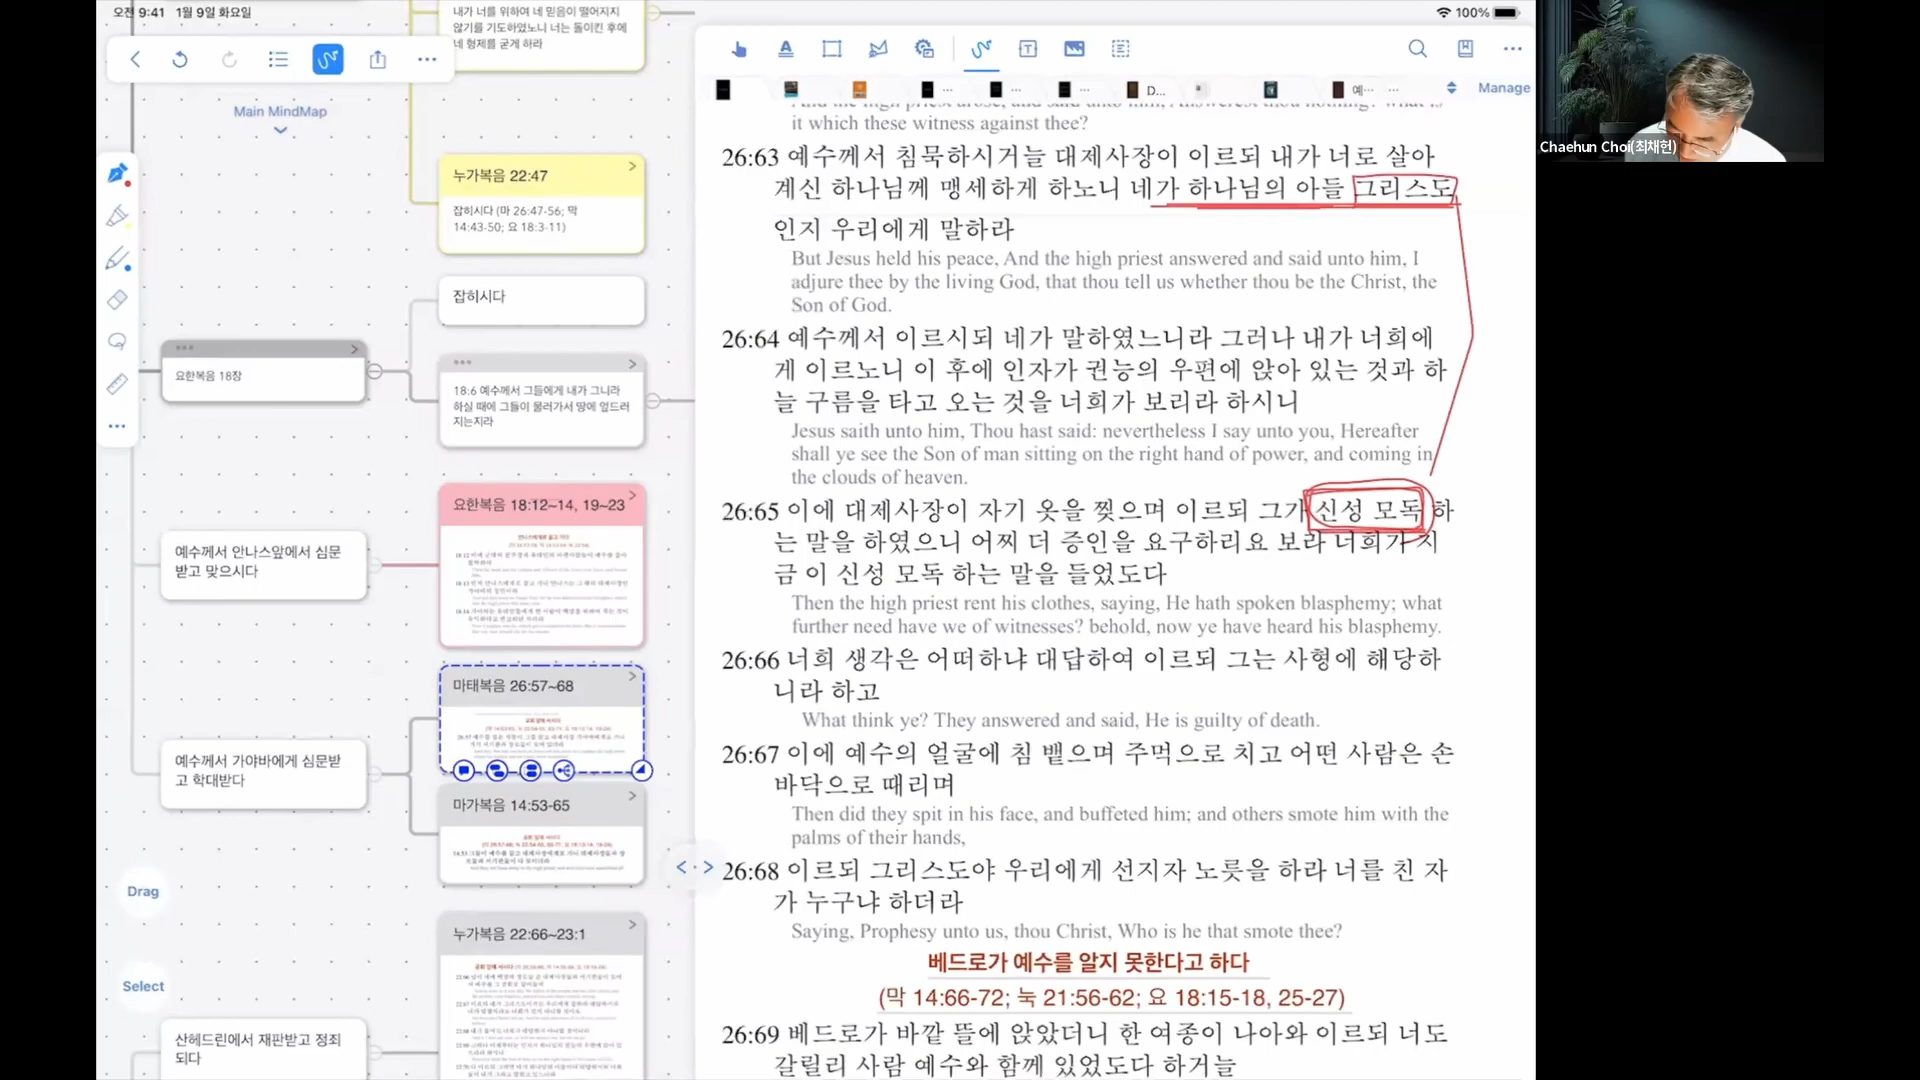 오전 9:41 1월 9일 화요일
100%
내가 너를 위하여 네 믿음이 떨어지지
않기를 기도하였노니 너는 돌이킨 후에
네 형제를 굳게 하라
Main MindMap
누가복음 22:47
잡히시다 (마 26:47-56; 막
14:43-50; 요 18:3-11)
잡히시다
요한복음 18장
18:6 예수께서 그들에게 내가 그니라
하실 때에 그들이 물러가서 땅에 엎드러
지는지라
요한복음 18:12~14, 19~23
예수께서 안나스앞에서 심문
받고 맞으시다
마태복음 26:57~68
예수께서 가야바에게 심문받
고 학대받다
마가복음 14:53-65
누가복음 22:66~23:1
산헤드린에서 재판받고 정죄
되다
Drag
Select
D...
예...
Manage
it which these witness against thee?
26:63 예수께서 침묵하시거늘 대제사장이 이르되 내가 너로 살아
계신 하나님께 맹세하게 하노니 네가 하나님의 아들 그리스도
인지 우리에게 말하라
But Jesus held his peace, And the high priest answered and said unto him, I
adjure thee by the living God, that thou tell us whether thou be the Christ, the
Son of God.
26:64 예수께서 이르시되 네가 말하였느니라 그러나 내가 너희에
게 이르노니 이 후에 인자가 권능의 우편에 앉아 있는 것과 하
늘 구름을 타고 오는 것을 너희가 보리라 하시니
Jesus saith unto him, Thou hast said: nevertheless I say unto you, Hereafter
shall ye see the Son of man sitting on the right hand of power, and coming in
the clouds of heaven.
26:65 이에 대제사장이 자기 옷을 찢으며 이르되 그가 신성 모독 하
는 말을 하였으니 어찌 더 증인을 요구하리요 보라 너희가 지
금 이 신성 모독 하는 말을 들었도다
Then the high priest rent his clothes, saying, He hath spoken blasphemy; what
further need have we of witnesses? behold, now ye have heard his blasphemy.
26:66 너희 생각은 어떠하냐 대답하여 이르되 그는 사형에 해당하
니라 하고
What think ye? They answered and said, He is guilty of death.
26:67 이에 예수의 얼굴에 침 뱉으며 주먹으로 치고 어떤 사람은 손
바닥으로 때리며
Then did they spit in his face, and buffeted him; and others smote him with the
palms of their hands,
26:68 이르되 그리스도야 우리에게 선지자 노릇을 하라 너를 친 자
가 누구냐 하더라
Saying, Prophesy unto us, thou Christ, Who is he that smote thee?
베드로가 예수를 알지 못한다고 하다
(막 14:66-72; 눅 21:56-62; 요 18:15-18, 25-27)
26:69 베드로가 바깥 뜰에 앉았더니 한 여종이 나아와 이르되 너도
갈릴리 사람 예수와 함께 있었도다 하거늘
Chaehun Choi(최채헌)